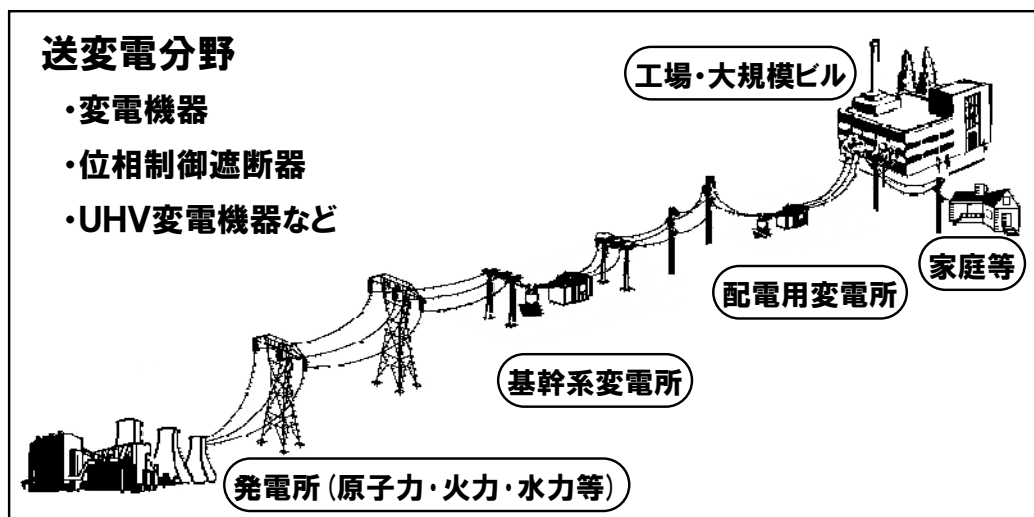 送変電分野
・変電機器
・位相制御遮断器
・UHV変電機器など
工場・大規模ビル
家庭等
配電用変電所
基幹系変電所
発電所(原子力・火力・水力等)